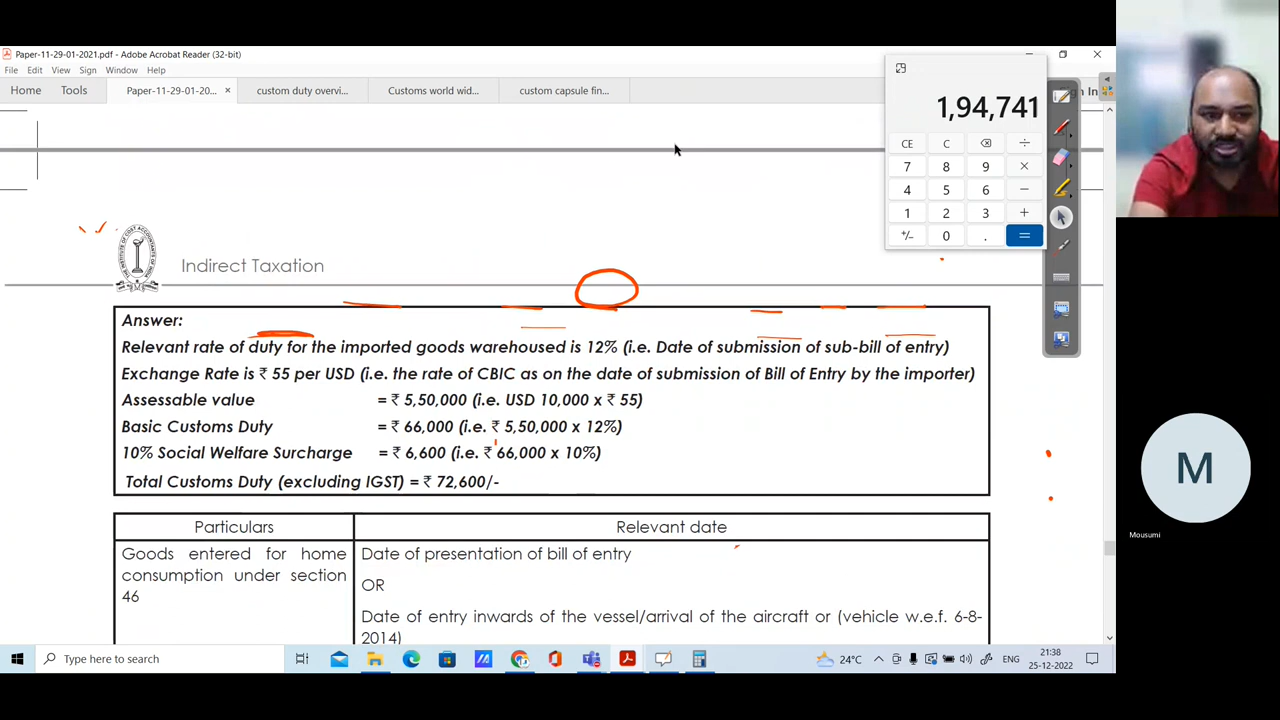 Paper-11-29-01-2021.pdf - Adobe Acrobat Reader (32-bit)
File Edit View Sign Window Help
Home Tools Paper-11-29-01-20... × custom duty overvi... Customs world wid... custom capsule fin... Sign In
1,94,741
CE C ÷
7 8 9 ×
4 5 6 −
1 2 3 +
+/− 0 . =
THE INSTITUTE OF COST ACCOUNTANTS OF INDIA
Indirect Taxation
Answer:
Relevant rate of duty for the imported goods warehoused is 12% (i.e. Date of submission of sub-bill of entry)
Exchange Rate is ₹ 55 per USD (i.e. the rate of CBIC as on the date of submission of Bill of Entry by the importer)
Assessable value = ₹ 5,50,000 (i.e. USD 10,000 x ₹ 55)
Basic Customs Duty = ₹ 66,000 (i.e. ₹ 5,50,000 x 12%)
10% Social Welfare Surcharge = ₹ 6,600 (i.e. ₹ 66,000 x 10%)
Total Customs Duty (excluding IGST) = ₹ 72,600/-
Particulars Relevant date
Goods entered for home consumption under section 46
Date of presentation of bill of entry
OR
Date of entry inwards of the vessel/arrival of the aircraft or (vehicle w.e.f. 6-8-
2014)
M
Mousumi
Type here to search
24°C
ENG
21:38
25-12-2022